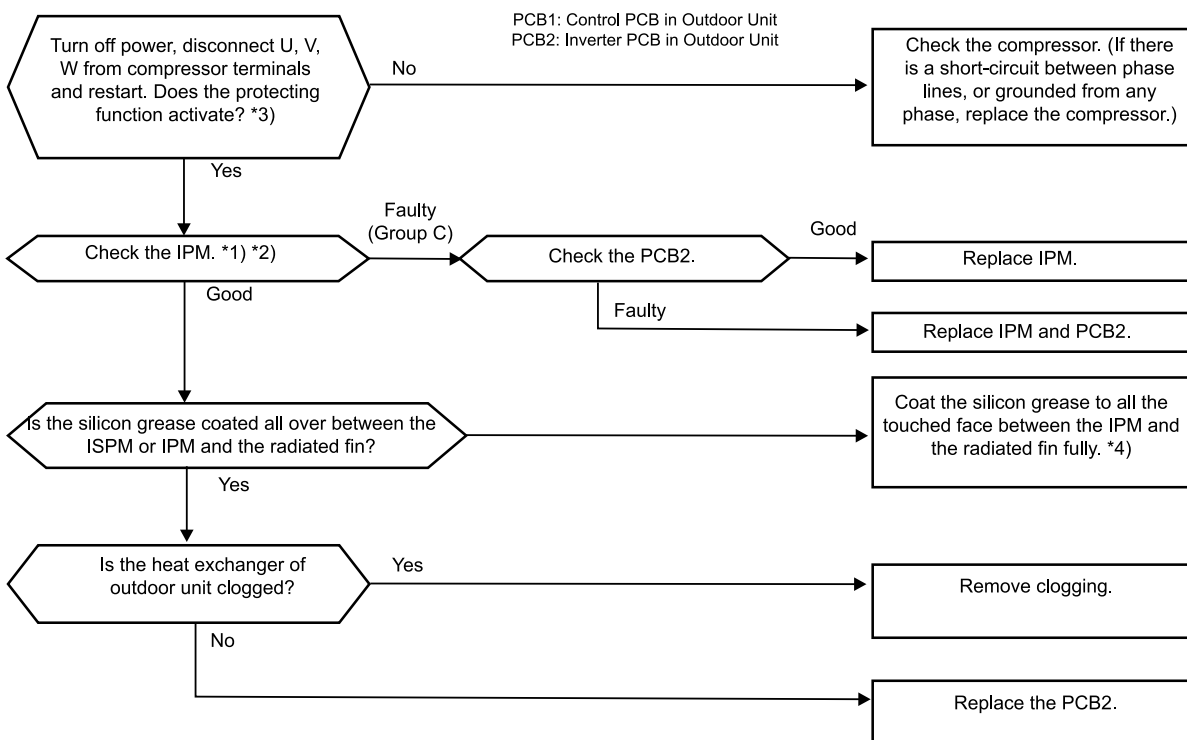 PCB1: Control PCB in Outdoor Unit
PCB2: Inverter PCB in Outdoor Unit
Turn off power, disconnect U, V,
W from compressor terminals
and restart. Does the protecting
function activate? *3)
No
Check the compressor. (If there
is a short-circuit between phase
lines, or grounded from any
phase, replace the compressor.)
Yes
Check the IPM. *1) *2)
Faulty
(Group C)
Check the PCB2.
Good
Replace IPM.
Faulty
Replace IPM and PCB2.
Good
Is the silicon grease coated all over between the
ISPM or IPM and the radiated fin?
Coat the silicon grease to all the
touched face between the IPM and
the radiated fin fully. *4)
Yes
Is the heat exchanger of
outdoor unit clogged?
Yes
Remove clogging.
No
Replace the PCB2.